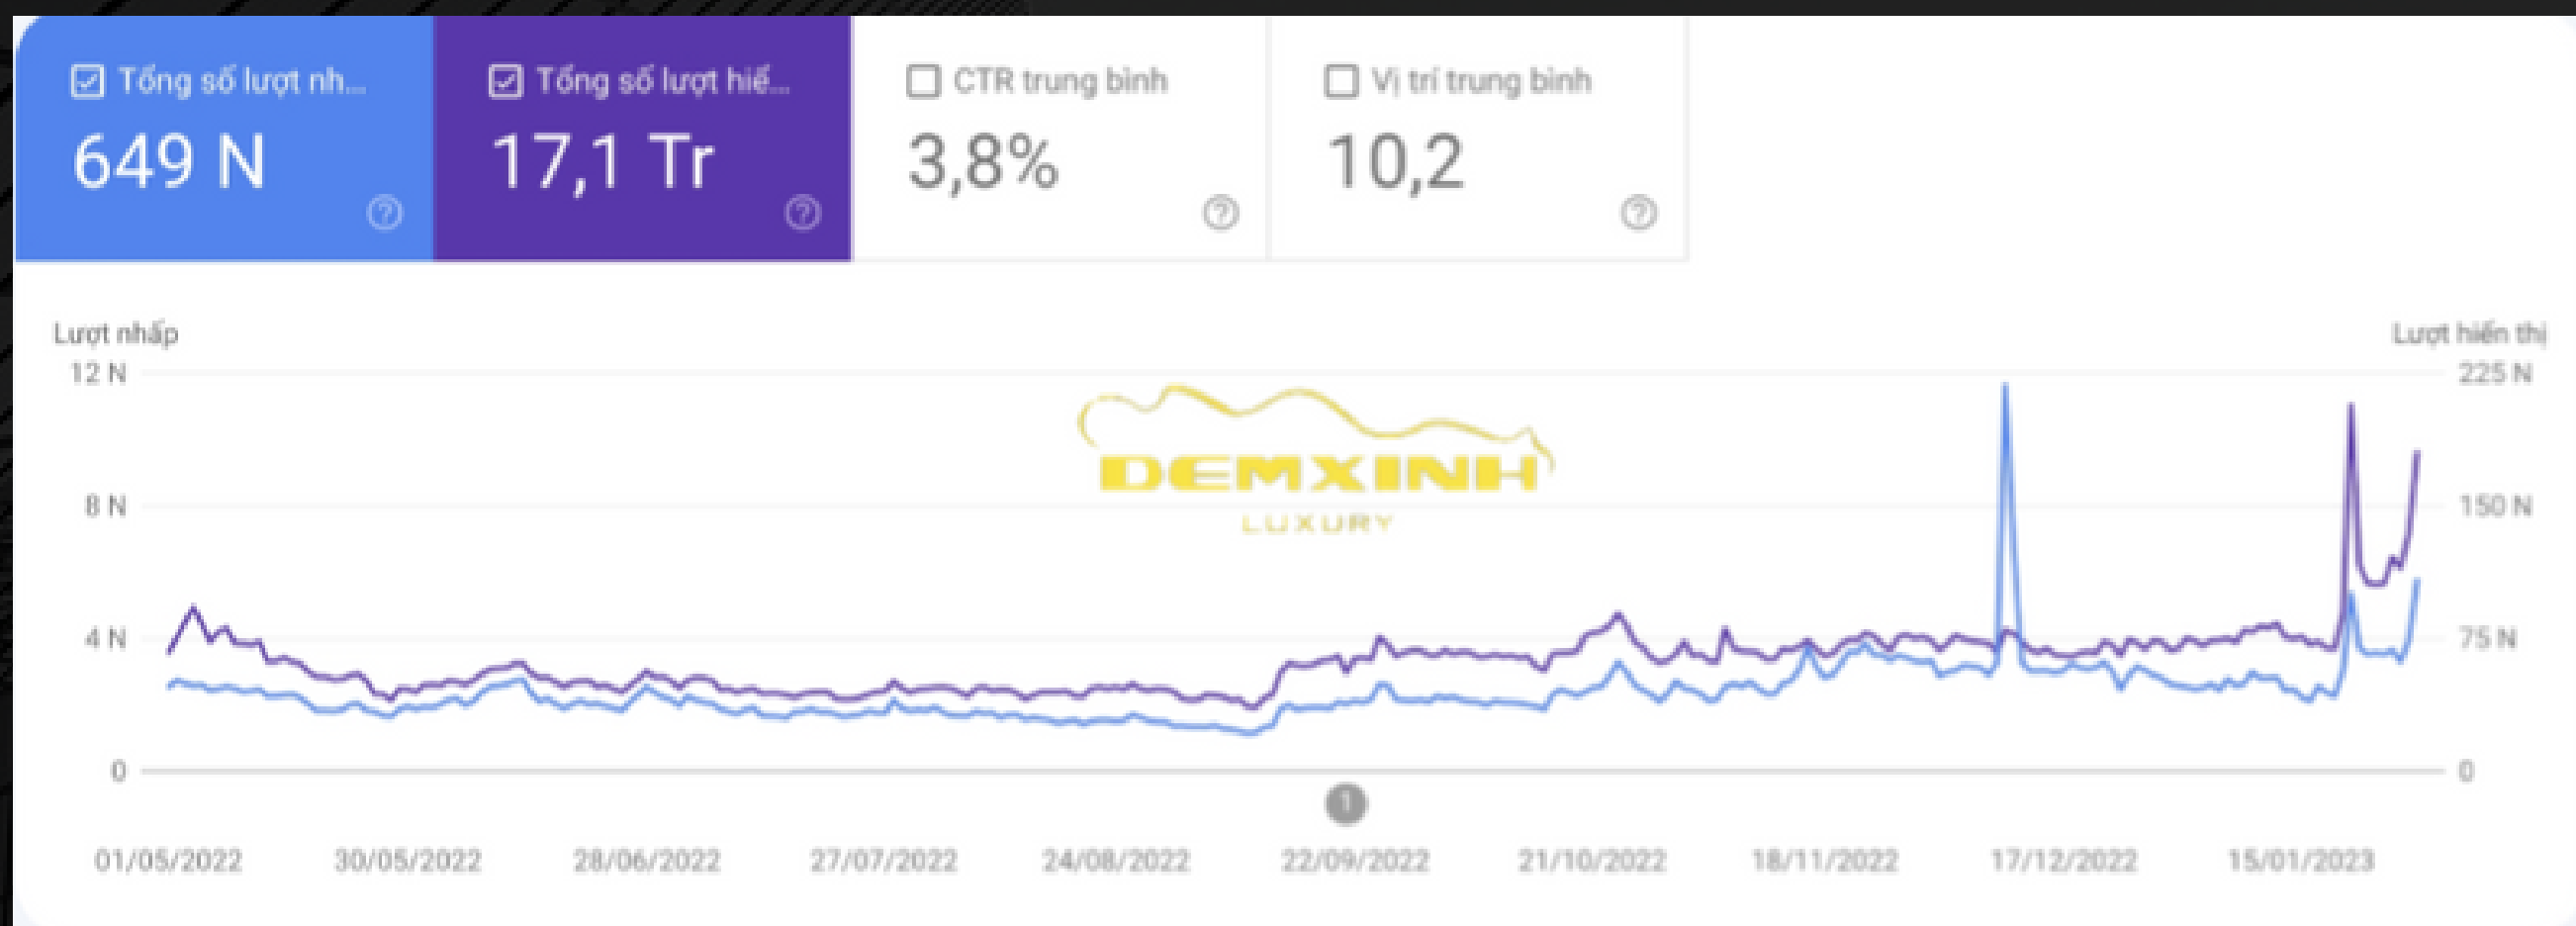 Tổng số lượt nh...
649 N
Tổng số lượt hiể...
17,1 Tr
CTR trung bình
3,8%
Vị trí trung bình
10,2
Lượt nhấp
Lượt hiển thị
12 N
225 N
8 N
150 N
4 N
75 N
0
0
DEMXINH
LUXURY
1
01/05/2022 30/05/2022 28/06/2022 27/07/2022 24/08/2022 22/09/2022 21/10/2022 18/11/2022 17/12/2022 15/01/2023